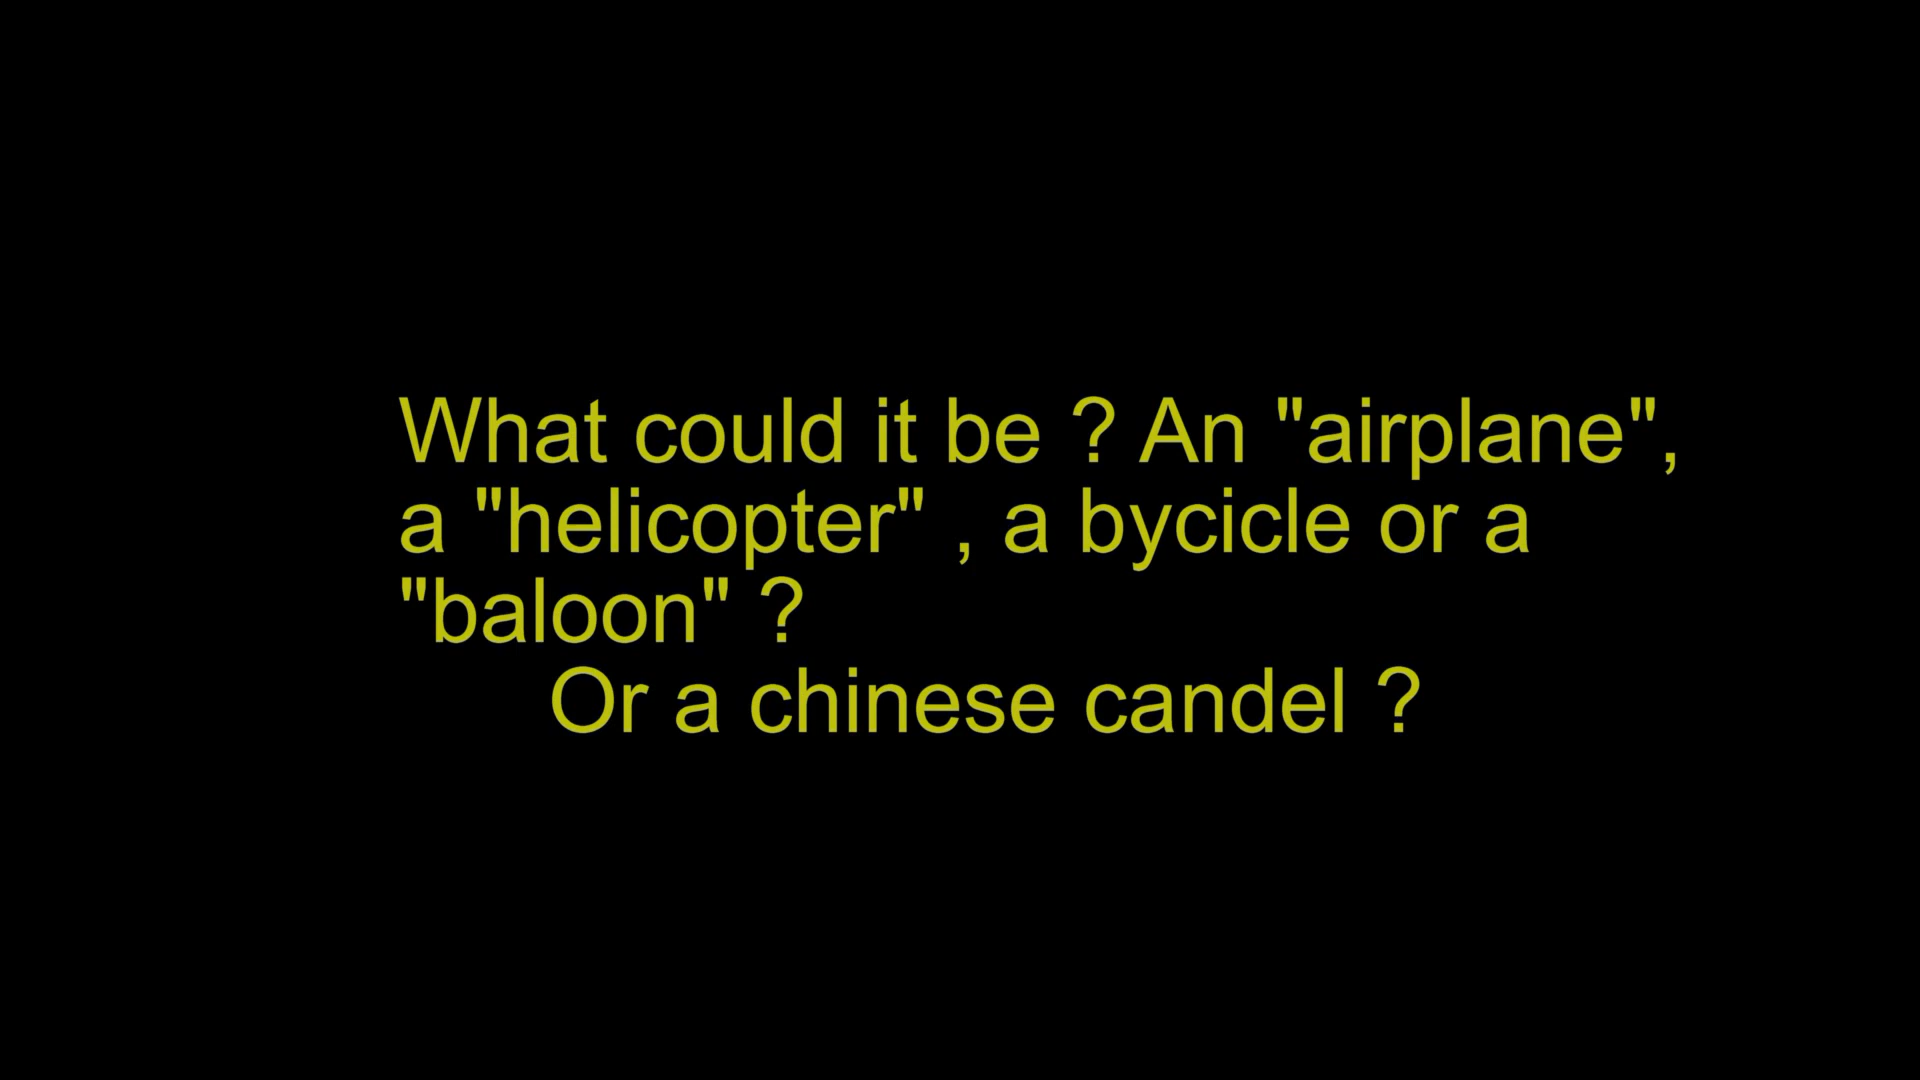 What could it be ? An "airplane",
a "helicopter" , a bycicle or a
"baloon" ?
Or a chinese candel ?